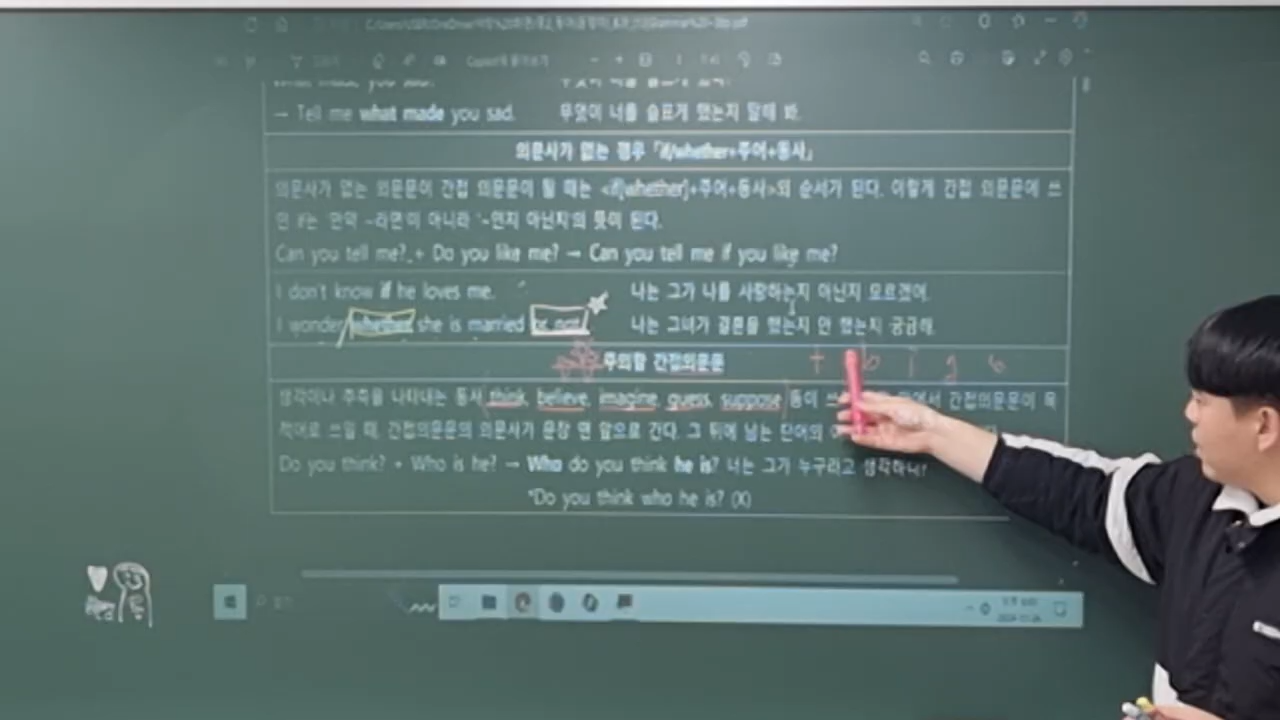 → Tell me what made you sad. 무엇이 너를 슬프게 했는지 말해 봐.
의문사가 없는 경우 「if/whether+주어+동사」
의문사가 없는 의문문이 간접 의문문이 될 때는 <if[whether]+주어+동사>의 순서가 된다. 이렇게 간접 의문문에 쓰
인 if는 '만약 ~라면'이 아니라 '~인지 아닌지'의 뜻이 된다.
Can you tell me? + Do you like me? → Can you tell me if you like me?
I don't know if he loves me. 나는 그가 나를 사랑하는지 아닌지 모르겠어.
I wonder whether she is married or not. 나는 그녀가 결혼을 했는지 안 했는지 궁금해.
주의할 간접의문문 t b i g
생각이나 추측을 나타내는 동사 think, believe, imagine, guess, suppose 등이 간접의문문이 목
적어로 쓰일 때, 간접의문문의 의문사가 문장 맨 앞으로 간다. 그 뒤에 남는 단어의
Do you think? + Who is he? → Who do you think he is? 너는 그가 누구라고 생각하니?
*Do you think who he is? (X)